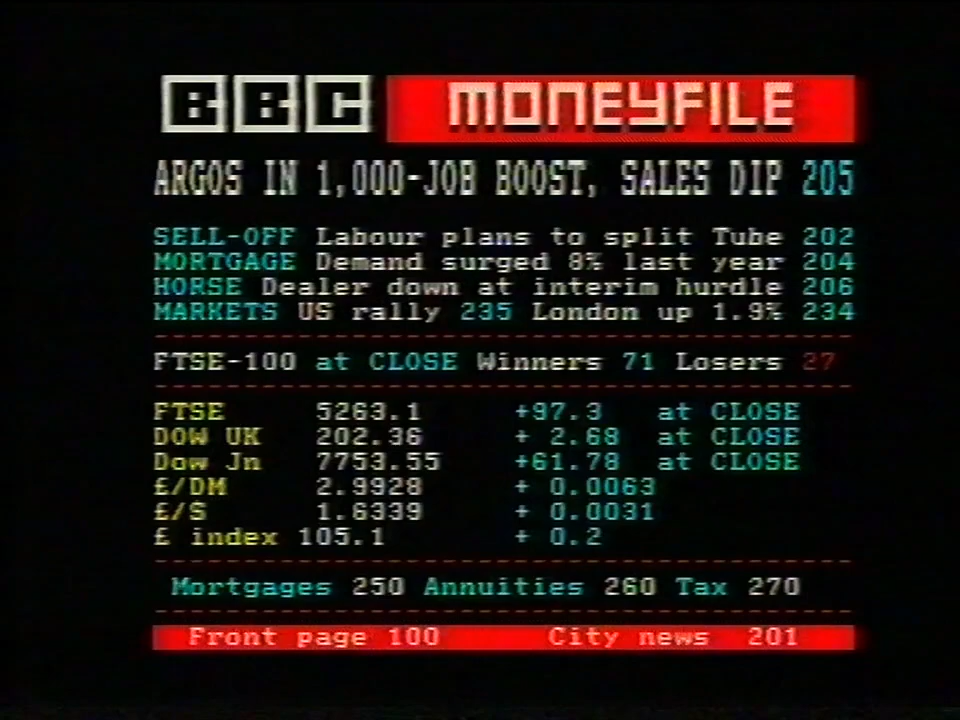 BBC MONEYFILE
ARGOS IN 1,000-JOB BOOST, SALES DIP 205
SELL-OFF Labour plans to split Tube 202
MORTGAGE Demand surged 8% last year 204
HORSE Dealer down at interim hurdle 206
MARKETS US rally 235 London up 1.9% 234
FTSE-100 at CLOSE Winners 71 Losers 27
FTSE 5263.1 +97.3 at CLOSE
DOW UK 202.36 + 2.68 at CLOSE
Dow Jn 7753.55 +61.78 at CLOSE
£/DM 2.9928 + 0.0063
£/$ 1.6339 + 0.0031
£ index 105.1 + 0.2
Mortgages 250 Annuities 260 Tax 270
Front page 100 City news 201